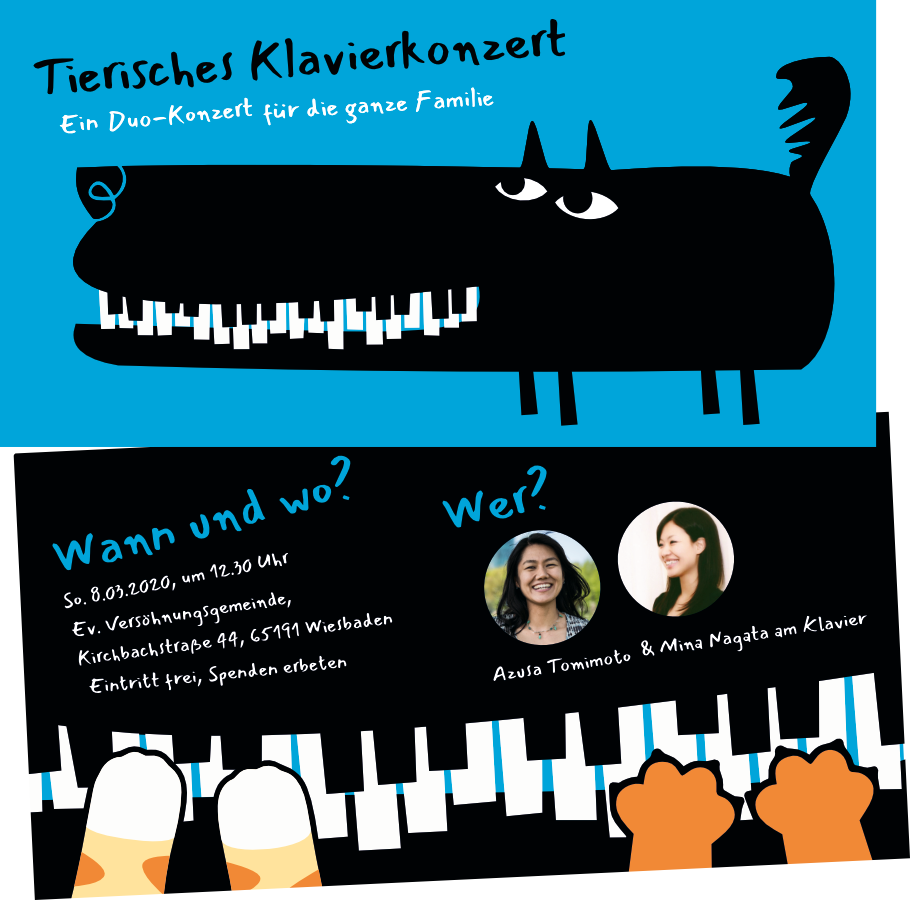 Tierisches Klavierkonzert
Ein Duo-Konzert für die ganze Familie
Wann und wo?
So. 8.03.2020, um 12.30 Uhr
Ev. Versöhnungsgemeinde,
Kirchbachstraße 44, 65191 Wiesbaden
Eintritt frei, Spenden erbeten
Wer?
Azusa Tomimoto & Mina Nagata am Klavier